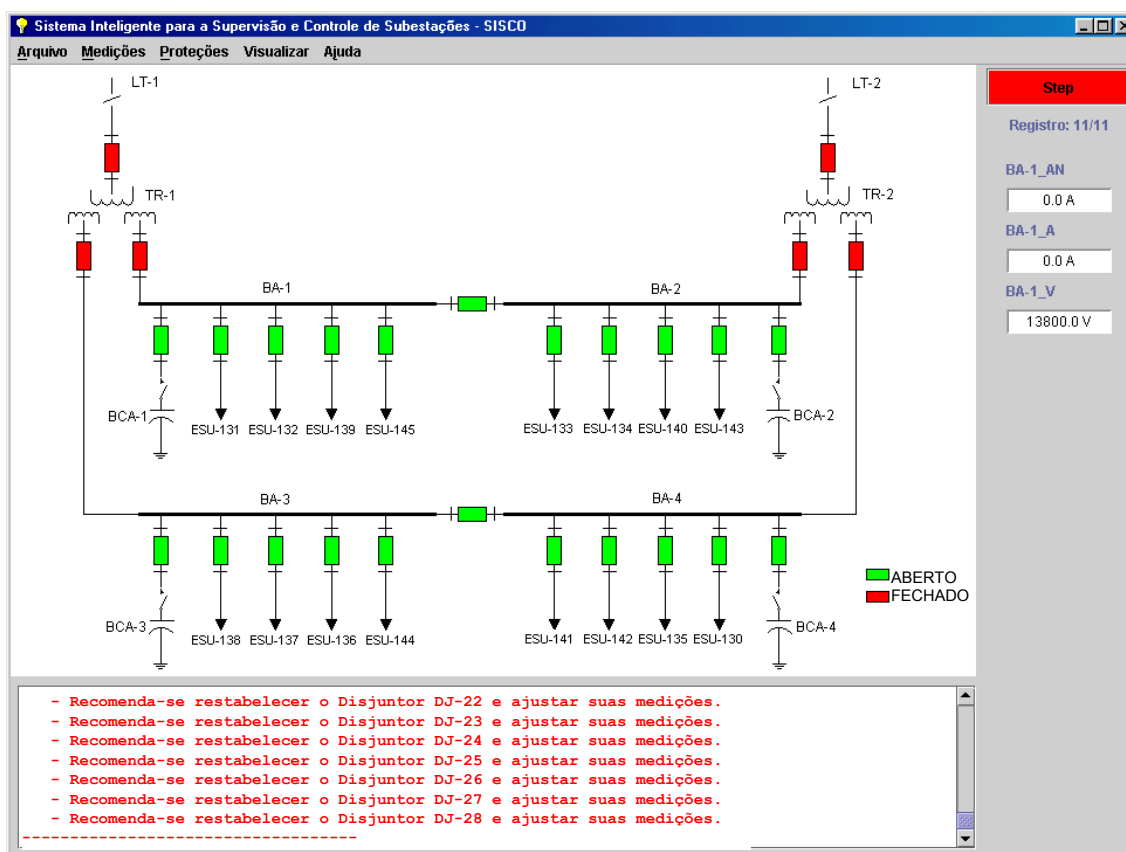 Sistema Inteligente para a Supervisão e Controle de Subestações - SISCO
Arquivo Medições Proteções Visualizar Ajuda
LT-1
LT-2
Step
Registro: 11/11
BA-1_AN
0.0 A
BA-1_A
0.0 A
BA-1_V
13800.0 V
TR-1
TR-2
BA-1
BA-2
BCA-1
ESU-131 ESU-132 ESU-139 ESU-145
ESU-133 ESU-134 ESU-140 ESU-143
BCA-2
BA-3
BA-4
ABERTO
FECHADO
BCA-3
ESU-138 ESU-137 ESU-136 ESU-144
ESU-141 ESU-142 ESU-135 ESU-130
BCA-4
- Recomenda-se restabelecer o Disjuntor DJ-22 e ajustar suas medições.
- Recomenda-se restabelecer o Disjuntor DJ-23 e ajustar suas medições.
- Recomenda-se restabelecer o Disjuntor DJ-24 e ajustar suas medições.
- Recomenda-se restabelecer o Disjuntor DJ-25 e ajustar suas medições.
- Recomenda-se restabelecer o Disjuntor DJ-26 e ajustar suas medições.
- Recomenda-se restabelecer o Disjuntor DJ-27 e ajustar suas medições.
- Recomenda-se restabelecer o Disjuntor DJ-28 e ajustar suas medições.
-----------------------------------